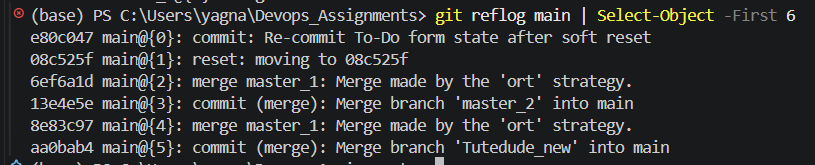 (base) PS C:\Users\yagna\Devops_Assignments> git reflog main | Select-Object -First 6
e80c047 main@{0}: commit: Re-commit To-Do form state after soft reset
08c525f main@{1}: reset: moving to 08c525f
6ef6a1d main@{2}: merge master_1: Merge made by the 'ort' strategy.
13e4e5e main@{3}: commit (merge): Merge branch 'master_2' into main
8e83c97 main@{4}: merge master_1: Merge made by the 'ort' strategy.
aa0bab4 main@{5}: commit (merge): Merge branch 'Tutedude_new' into main